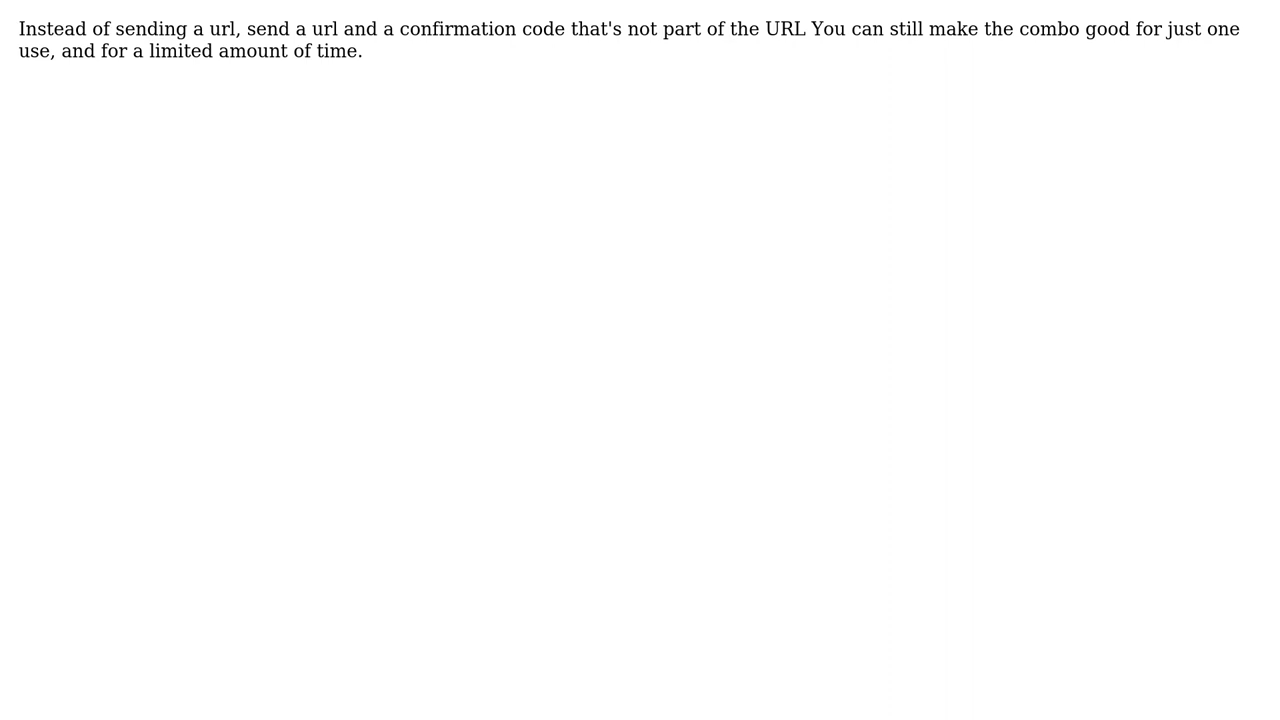 Instead of sending a url, send a url and a confirmation code that's not part of the URL You can still make the combo good for just one
use, and for a limited amount of time.